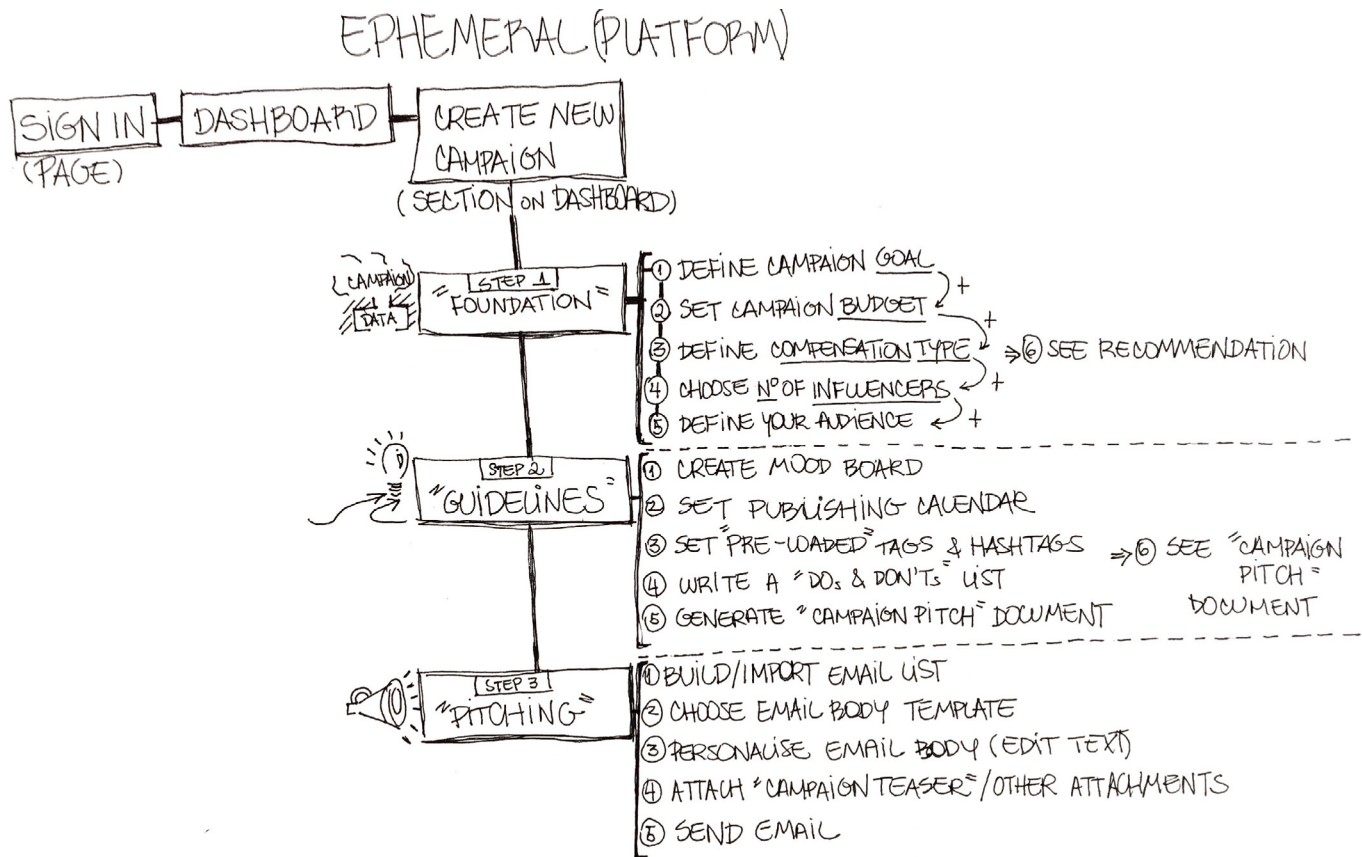 EPHEMERAL (PLATFORM)
SIGN IN
(PAGE)
DASHBOARD
CREATE NEW
CAMPAIGN
(SECTION ON DASHBOARD)
CAMPAIGN
DATA
STEP 1
"FOUNDATION"
① DEFINE CAMPAIGN GOAL
+
② SET CAMPAIGN BUDGET
+
③ DEFINE COMPENSATION TYPE
⇒ ⑥ SEE RECOMMENDATION
+
④ CHOOSE Nº OF INFLUENCERS
+
⑤ DEFINE YOUR AUDIENCE
STEP 2
"GUIDELINES"
① CREATE MOOD BOARD
② SET PUBLISHING CALENDAR
③ SET "PRE-LOADED" TAGS & HASHTAGS
④ WRITE A "DOs & DON'Ts" LIST
⑤ GENERATE "CAMPAIGN PITCH" DOCUMENT
⇒ ⑥ SEE "CAMPAIGN
PITCH"
DOCUMENT
STEP 3
"PITCHING"
① BUILD/IMPORT EMAIL LIST
② CHOOSE EMAIL BODY TEMPLATE
③ PERSONALISE EMAIL BODY (EDIT TEXT)
④ ATTACH "CAMPAIGN TEASER"/OTHER ATTACHMENTS
⑤ SEND EMAIL